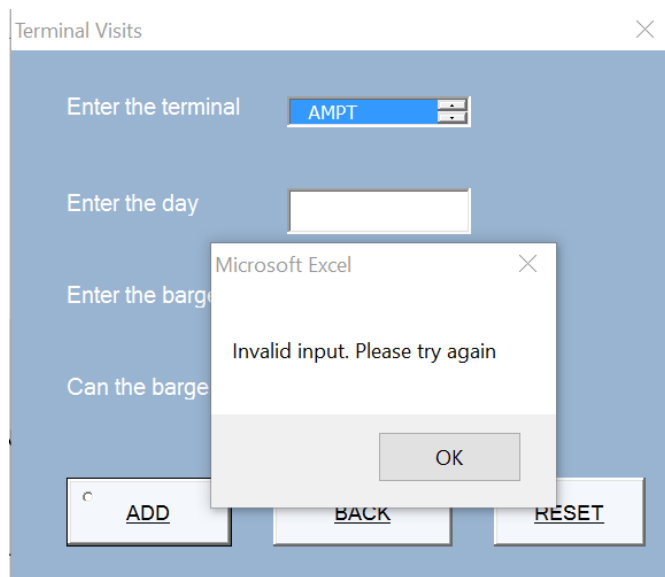 Terminal Visits
Enter the terminal
AMPT
Enter the day
Microsoft Excel
Enter the barge
Invalid input. Please try again
Can the barge
OK
ADD
BACK
RESET